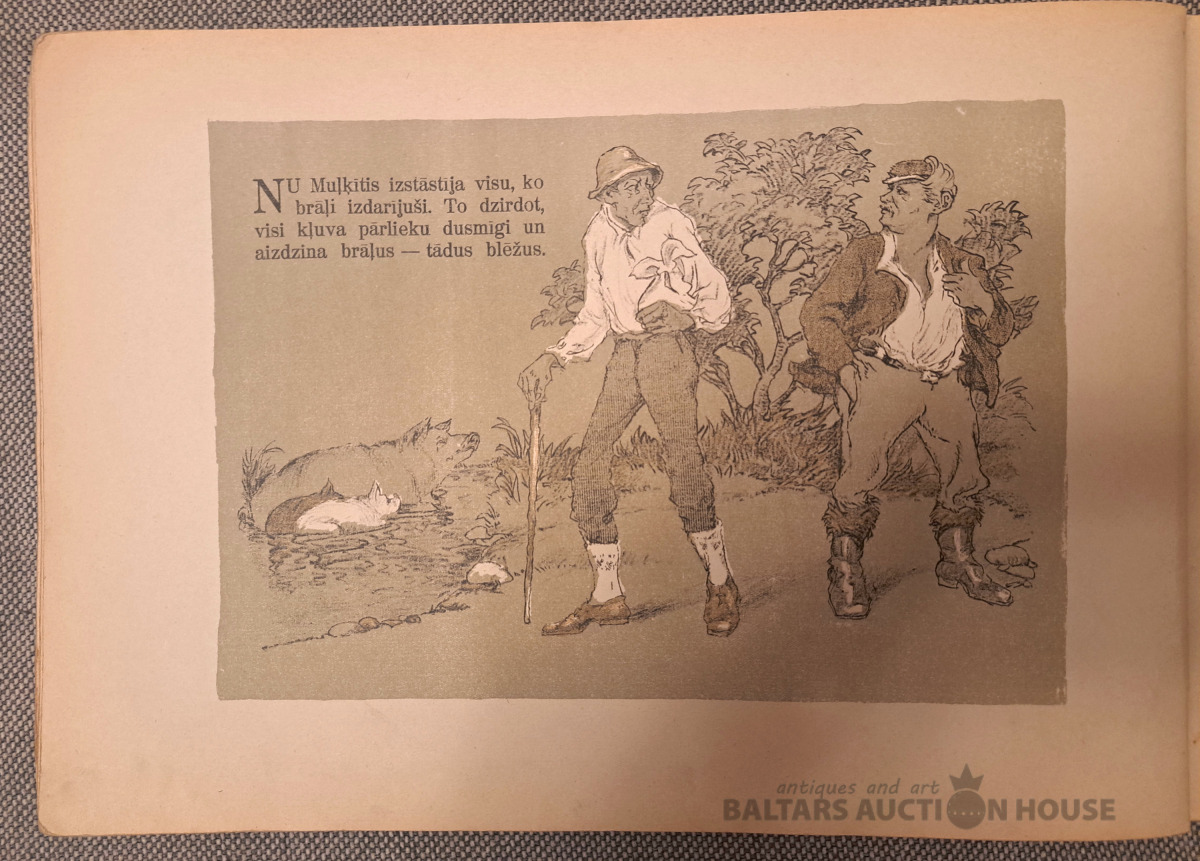 NU Muļķītis izstāstīja visu, ko
brāļi izdarījuši. To dzirdot,
visi kļuva pārlieku dusmīgi un
aizdzina brāļus — tādus blēžus.
antiques and art
BALTARS AUCTION HOUSE